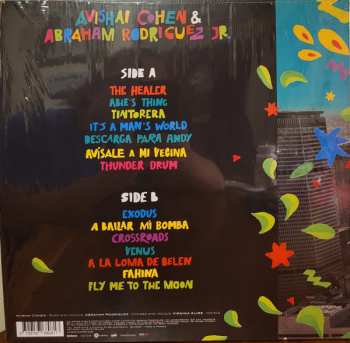 AVISHAI COHEN &
ABRAHAM RODRIGUEZ JR
SIDE A
THE HEALER
ABIE'S THING
TINTORERA
IT'S A MAN'S WORLD
DESCARGA PARA ANDY
AVÍSALE A MI VECINA
THUNDER DRUM
SIDE B
EXODUS
A BAILAR MI BOMBA
CROSSROADS
VENUS
A LA LOMA DE BELEN
FAHINA
FLY ME TO THE MOON